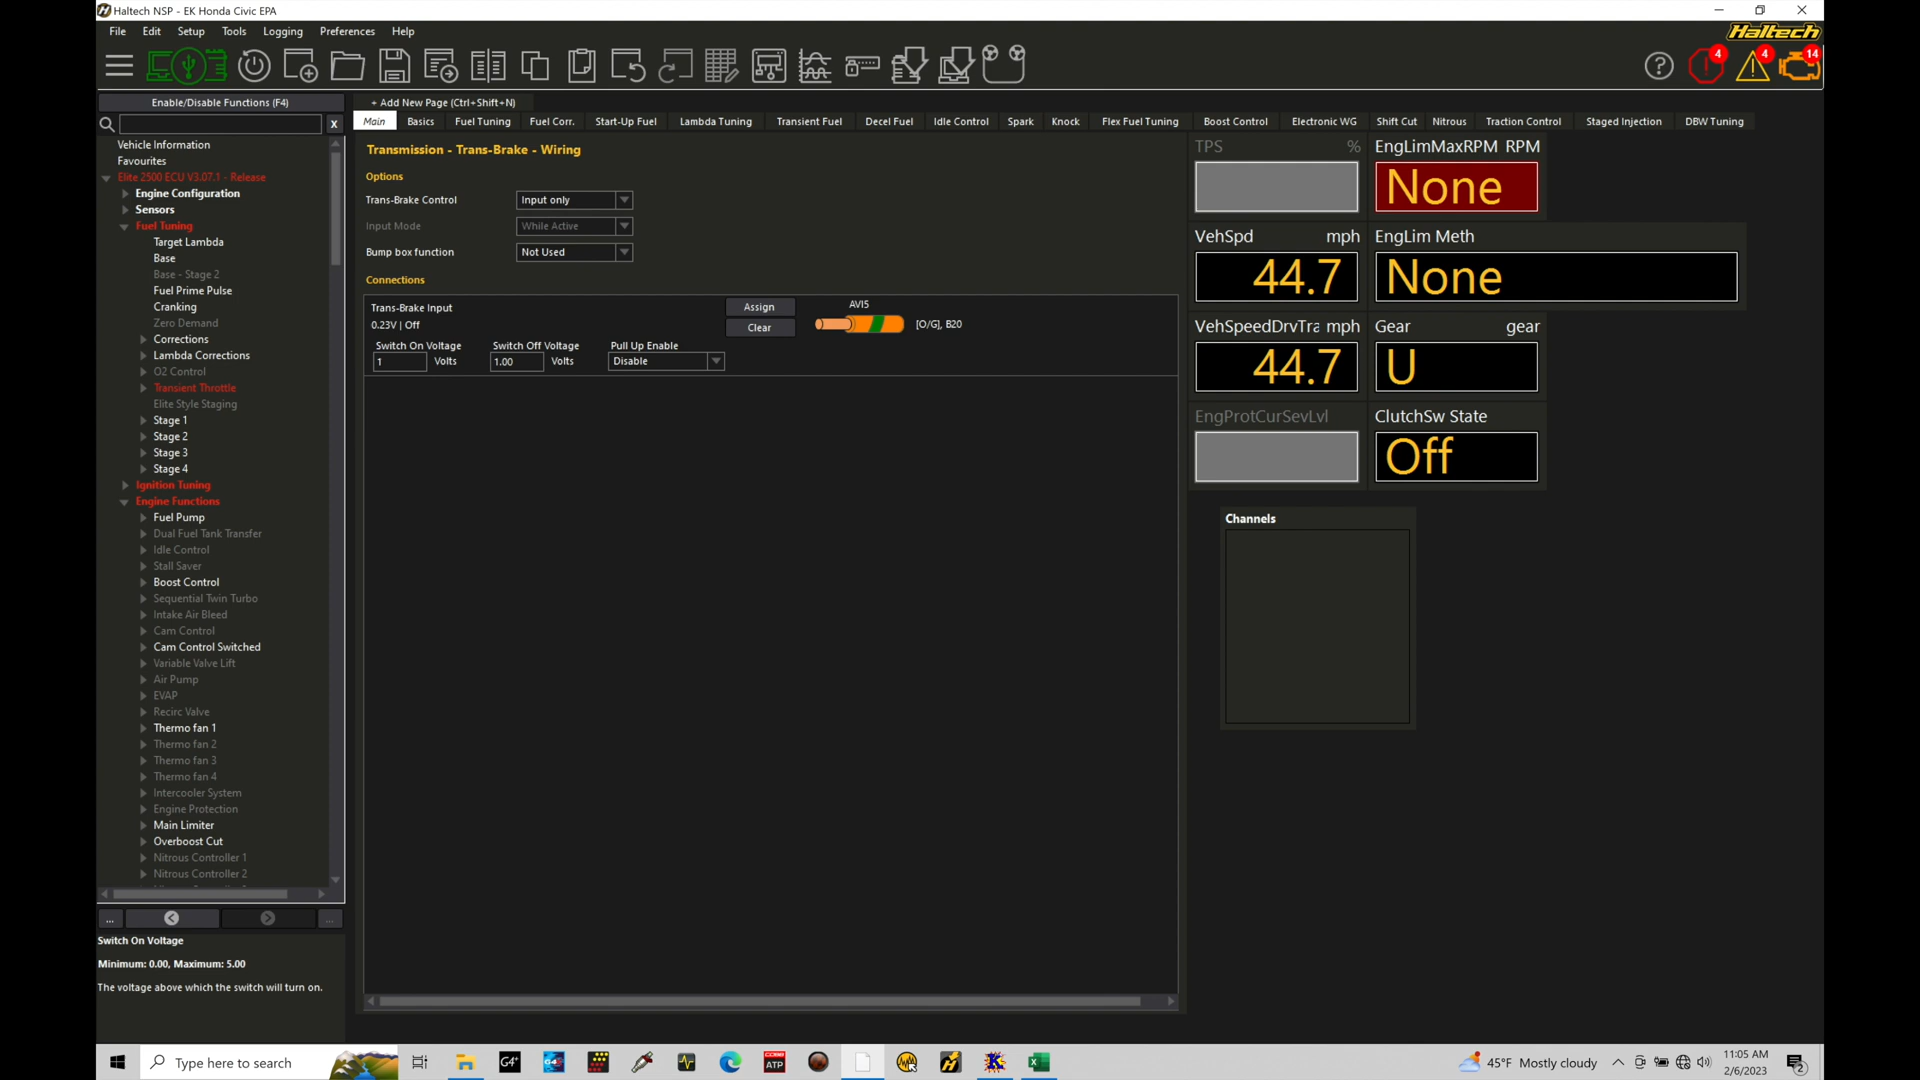 Haltech NSP - EK Honda Civic EPA
File Edit Setup Tools Logging Preferences Help
Haltech
4 4 14
Enable/Disable Functions (F4)
+ Add New Page (Ctrl+Shift+N)
X
Main Basics Fuel Tuning Fuel Corr. Start-Up Fuel Lambda Tuning Transient Fuel Decel Fuel Idle Control Spark Knock Flex Fuel Tuning Boost Control Electronic WG Shift Cut Nitrous Traction Control Staged Injection DBW Tuning
Vehicle Information
Favourites
Elite 2500 ECU V3.07.1 - Release
Engine Configuration
Sensors
Fuel Tuning
Target Lambda
Base
Base - Stage 2
Fuel Prime Pulse
Cranking
Zero Demand
Corrections
Lambda Corrections
O2 Control
Transient Throttle
Elite Style Staging
Stage 1
Stage 2
Stage 3
Stage 4
Ignition Tuning
Engine Functions
Fuel Pump
Dual Fuel Tank Transfer
Idle Control
Stall Saver
Boost Control
Sequential Twin Turbo
Intake Air Bleed
Cam Control
Cam Control Switched
Variable Valve Lift
Air Pump
EVAP
Recirc Valve
Thermo fan 1
Thermo fan 2
Thermo fan 3
Thermo fan 4
Intercooler System
Engine Protection
Main Limiter
Overboost Cut
Nitrous Controller 1
Nitrous Controller 2
... ...
Switch On Voltage
Minimum: 0.00, Maximum: 5.00
The voltage above which the switch will turn on.
Transmission - Trans-Brake - Wiring
Options
Trans-Brake Control Input only
Input Mode While Active
Bump box function Not Used
Connections
Trans-Brake Input Assign AVI5
0.23V | Off Clear [O/G], B20
Switch On Voltage Switch Off Voltage Pull Up Enable
1 Volts 1.00 Volts Disable
TPS % EngLimMaxRPM RPM
None
VehSpd mph EngLim Meth
44.7 None
VehSpeedDrvTra mph Gear gear
44.7 U
EngProtCurSevLvl ClutchSw State
Off
Channels
Type here to search
G4+ G4+ COBB ATP
45°F Mostly cloudy
11:05 AM
2/6/2023
2